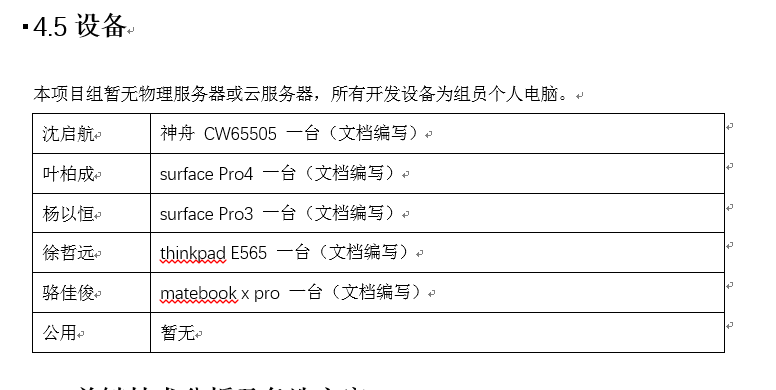 4.5 设备
本项目组暂无物理服务器或云服务器，所有开发设备为组员个人电脑。
沈启航 神舟 CW65505 一台（文档编写）
叶柏成 surface Pro4 一台（文档编写）
杨以恒 surface Pro3 一台（文档编写）
徐哲远 thinkpad E565 一台（文档编写）
骆佳俊 matebook x pro 一台（文档编写）
公用 暂无